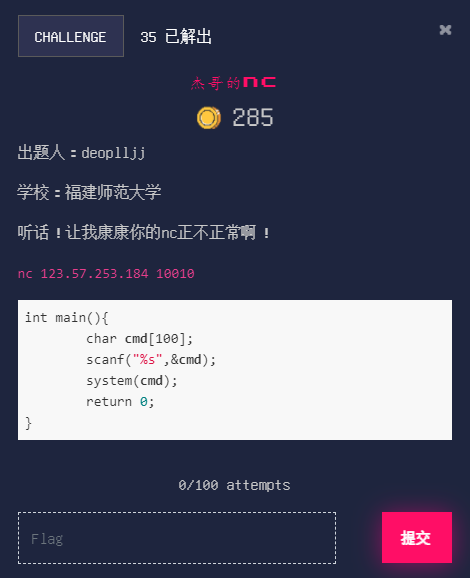 CHALLENGE 35 已解出
杰哥的nc
285
出题人：deoplljj
学校：福建师范大学
听话！让我康康你的nc正不正常啊！
nc 123.57.253.184 10010
int main(){
char cmd[100];
scanf("%s",&cmd);
system(cmd);
return 0;
}
0/100 attempts
Flag 提交